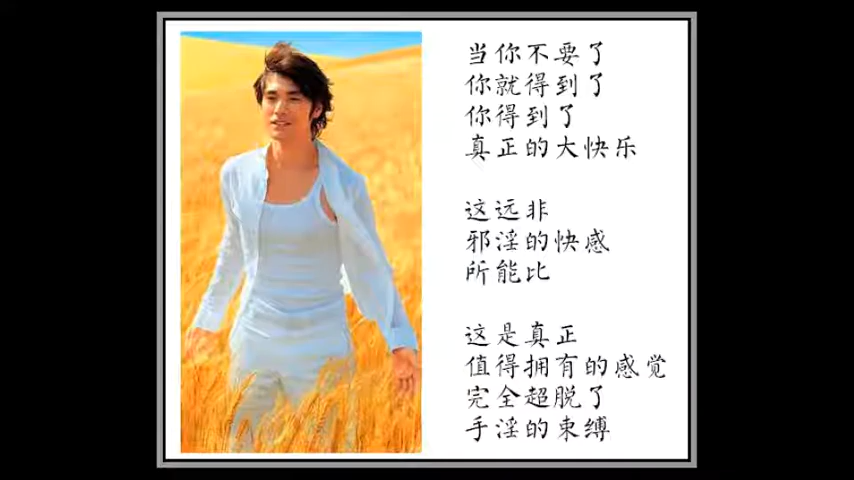 当你不要了
你就得到了
你得到了
真正的大快乐
这远非
邪淫的快感
所能比
这是真正
值得拥有的感觉
完全超脱了
手淫的束缚